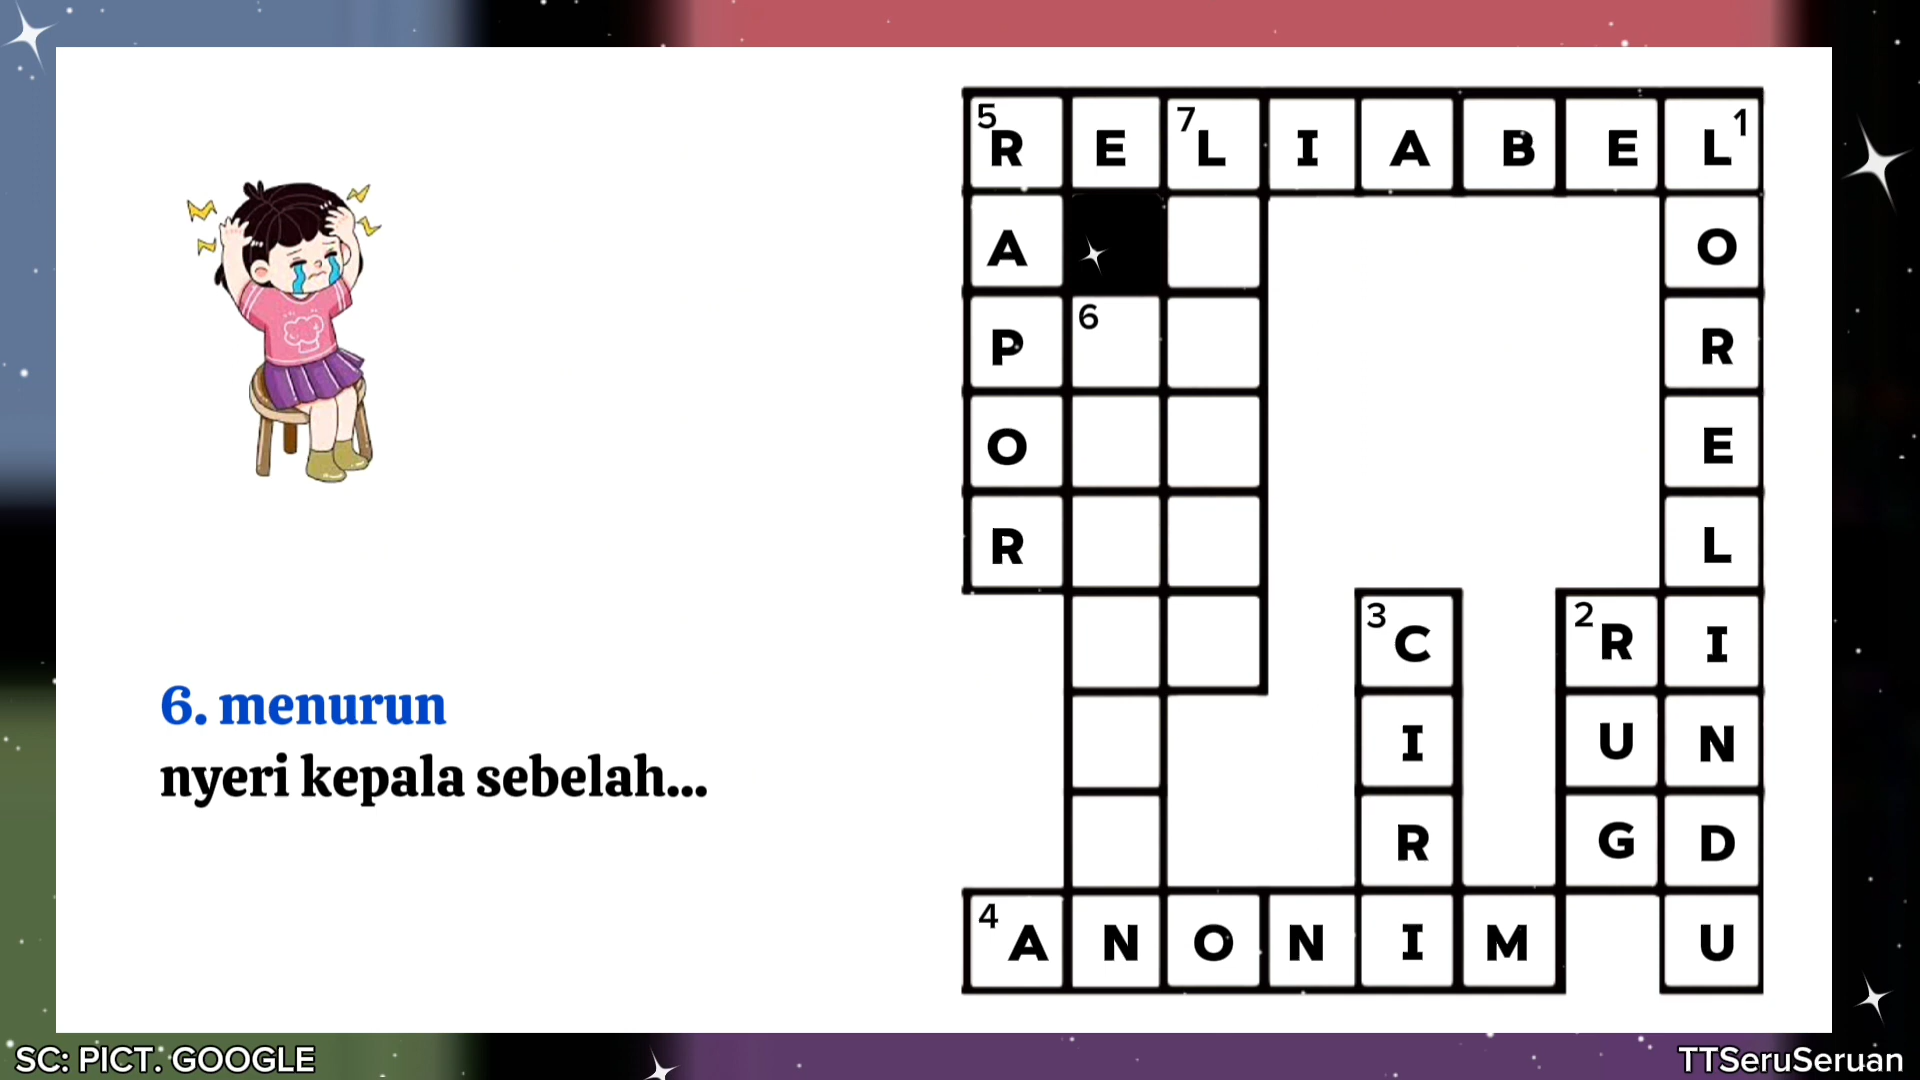 6. menurun
nyeri kepala sebelah...
5 R E 7 L I A B E L 1
A O
P 6 R
O E
R L
3 C 2 R I
I U N
R G D
4 A N O N I M U
SC: PICT. GOOGLE
TTSeruSeruan